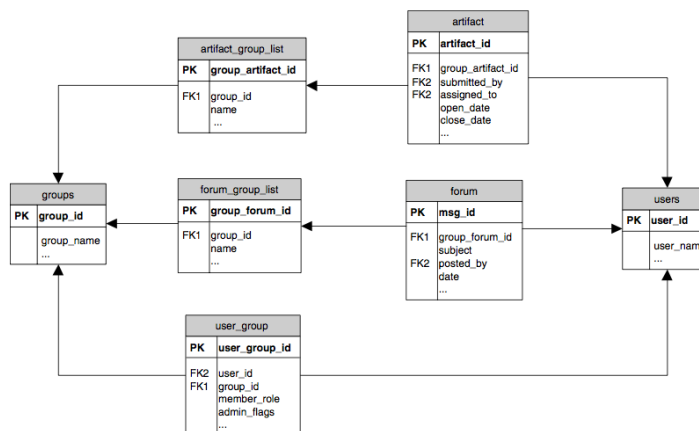 artifact
PK artifact_id
FK1 group_artifact_id
FK2 submitted_by
FK2 assigned_to
open_date
close_date
...
artifact_group_list
PK group_artifact_id
FK1 group_id
name
...
groups
PK group_id
group_name
...
forum_group_list
PK group_forum_id
FK1 group_id
name
...
forum
PK msg_id
FK1 group_forum_id
subject
FK2 posted_by
date
...
users
PK user_id
user_nam
...
user_group
PK user_group_id
FK2 user_id
FK1 group_id
member_role
admin_flags
...